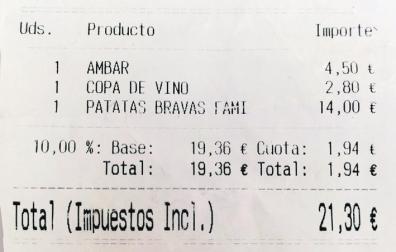 Uds. Producto Importe
1 AMBAR 4,50 €
1 COPA DE VINO 2,80 €
1 PATATAS BRAVAS FAMI 14,00 €
10,00 %: Base: 19,36 € Cuota: 1,94 €
Total: 19,36 € Total: 1,94 €
Total (Impuestos Incl.) 21,30 €